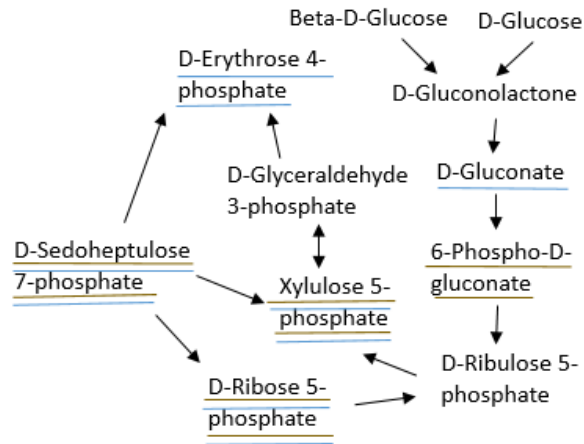 Beta-D-Glucose
D-Glucose
D-Erythrose 4-
phosphate
D-Gluconolactone
D-Glyceraldehyde
3-phosphate
D-Gluconate
D-Sedoheptulose
7-phosphate
Xylulose 5-
phosphate
6-Phospho-D-
gluconate
D-Ribose 5-
phosphate
D-Ribulose 5-
phosphate